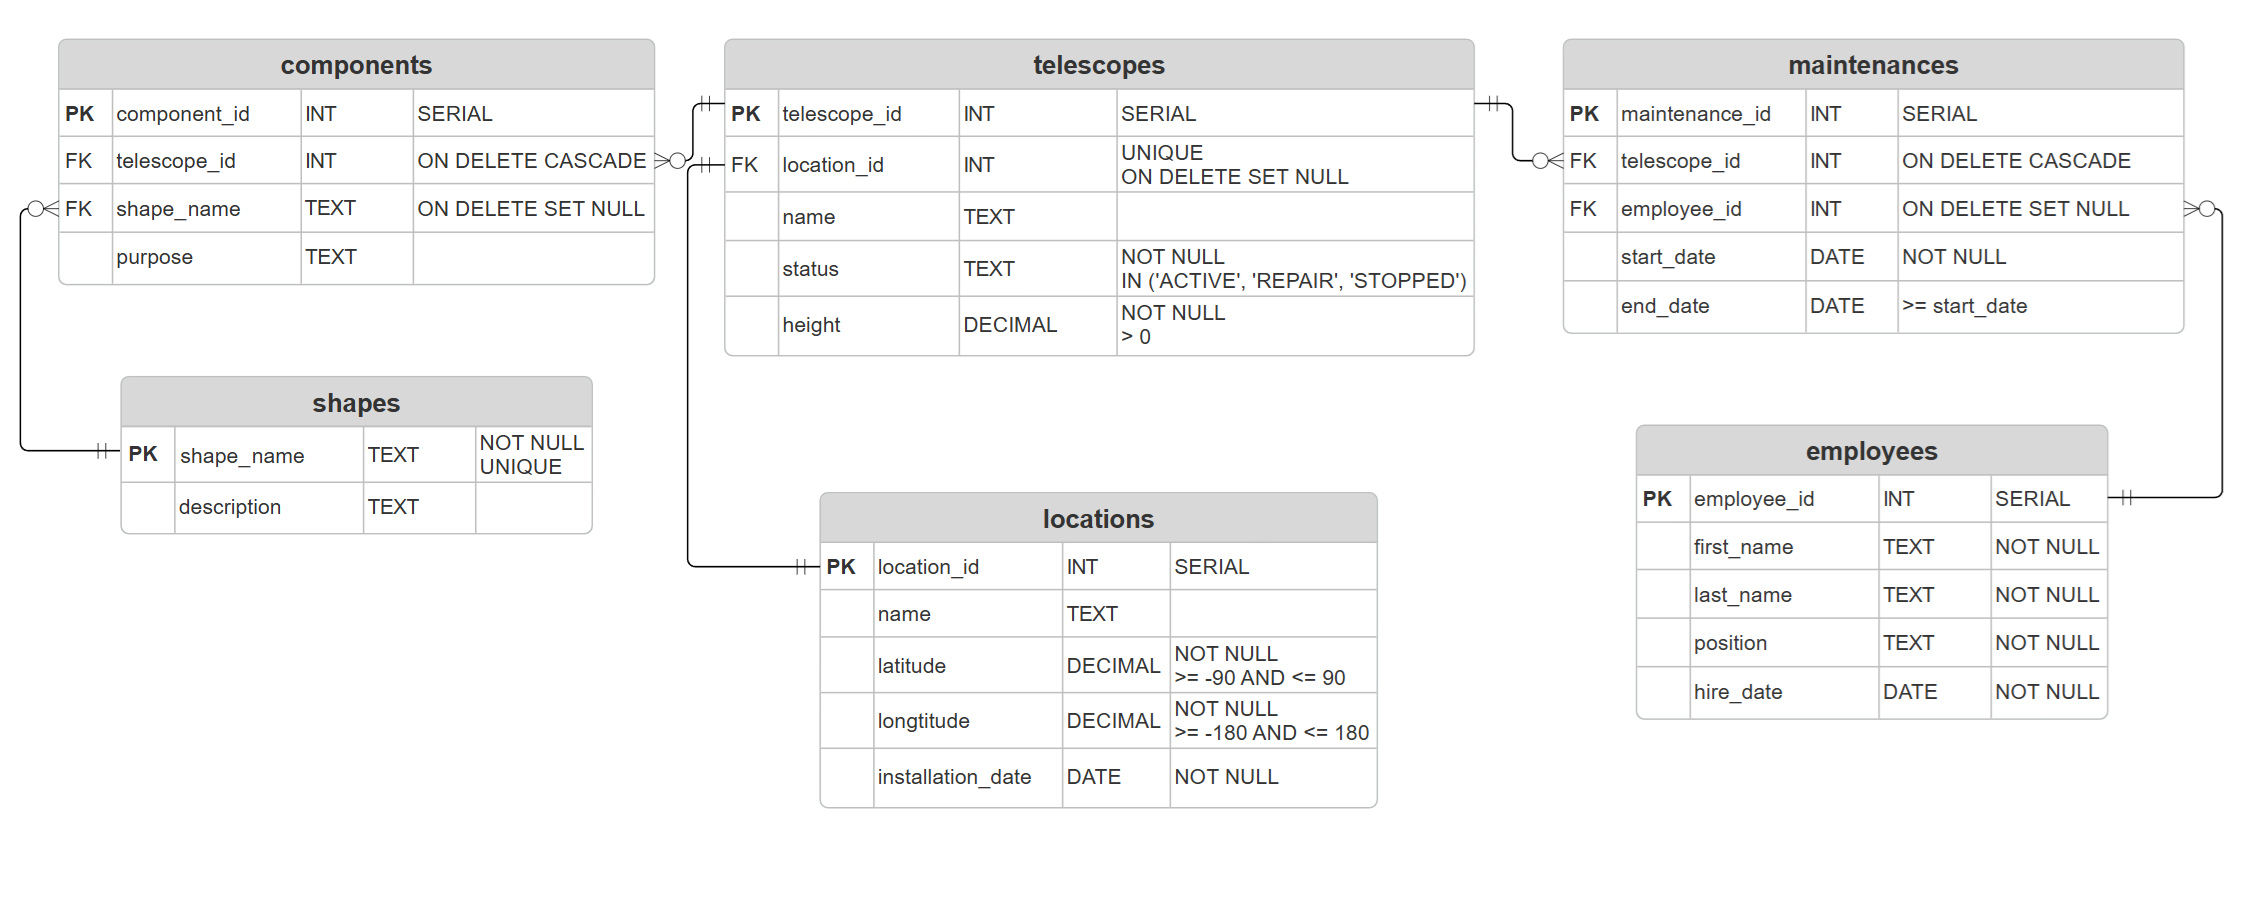 components
PK component_id INT SERIAL
FK telescope_id INT ON DELETE CASCADE
FK shape_name TEXT ON DELETE SET NULL
purpose TEXT
telescopes
PK telescope_id INT SERIAL
FK location_id INT UNIQUE
ON DELETE SET NULL
name TEXT
status TEXT NOT NULL
IN ('ACTIVE', 'REPAIR', 'STOPPED')
height DECIMAL NOT NULL
> 0
maintenances
PK maintenance_id INT SERIAL
FK telescope_id INT ON DELETE CASCADE
FK employee_id INT ON DELETE SET NULL
start_date DATE NOT NULL
end_date DATE >= start_date
shapes
PK shape_name TEXT NOT NULL
UNIQUE
description TEXT
locations
PK location_id INT SERIAL
name TEXT
latitude DECIMAL NOT NULL
>= -90 AND <= 90
longtitude DECIMAL NOT NULL
>= -180 AND <= 180
installation_date DATE NOT NULL
employees
PK employee_id INT SERIAL
first_name TEXT NOT NULL
last_name TEXT NOT NULL
position TEXT NOT NULL
hire_date DATE NOT NULL